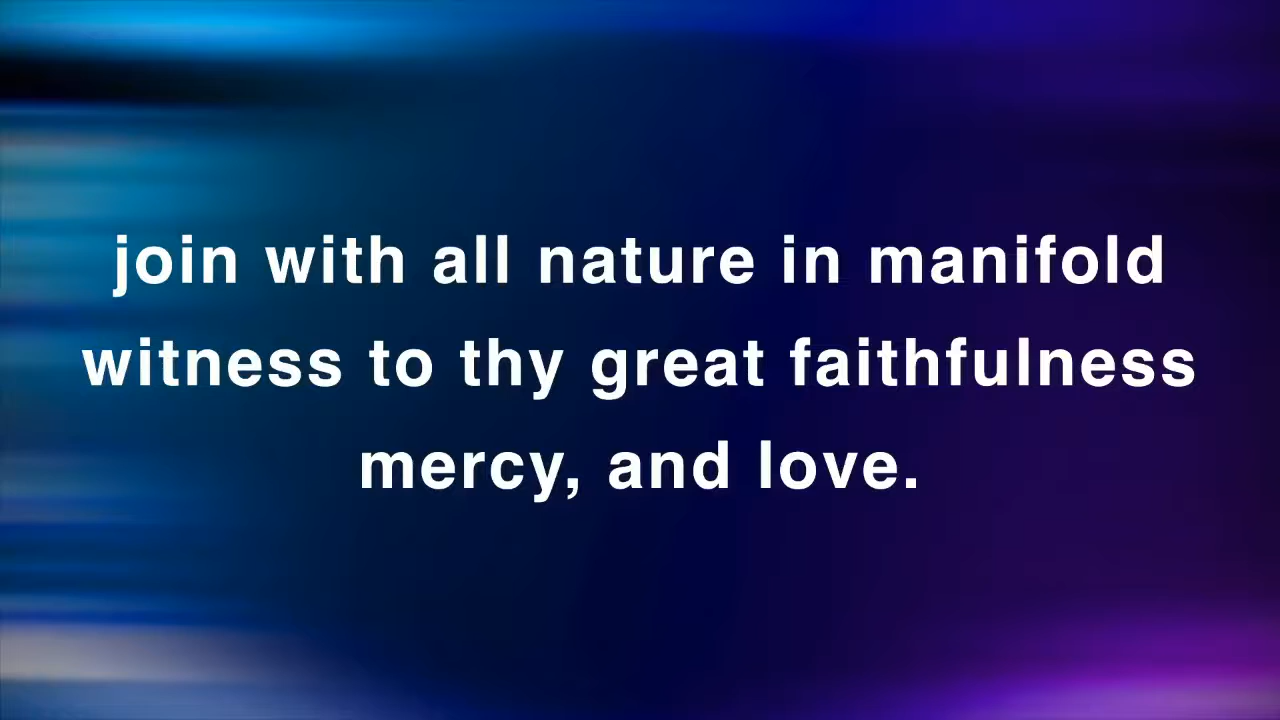 join with all nature in manifold
witness to thy great faithfulness
mercy, and love.